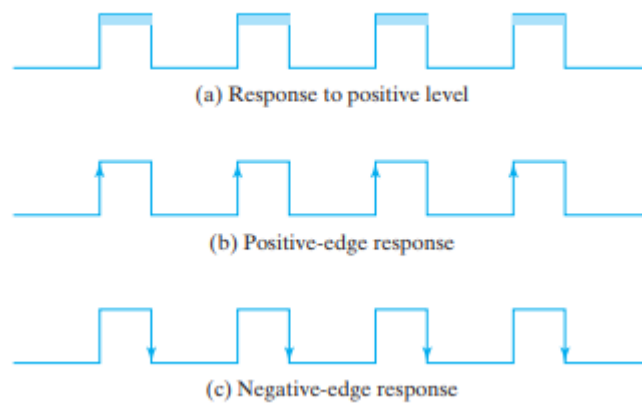 (a) Response to positive level
(b) Positive-edge response
(c) Negative-edge response